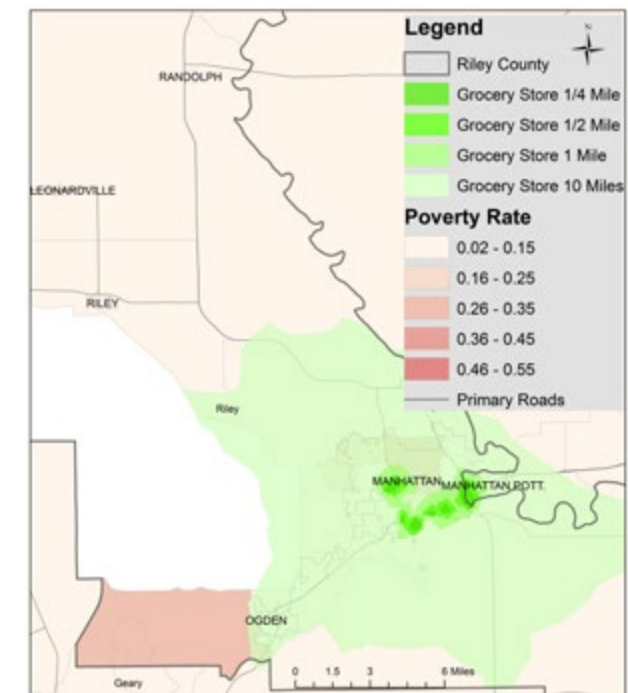 Legend
N
Riley County
Grocery Store 1/4 Mile
Grocery Store 1/2 Mile
Grocery Store 1 Mile
Grocery Store 10 Miles
Poverty Rate
0.02 - 0.15
0.16 - 0.25
0.26 - 0.35
0.36 - 0.45
0.46 - 0.55
Primary Roads
RANDOLPH
LEONARDVILLE
RILEY
Riley
MANHATTAN
MANHATTAN POTT.
OGDEN
Geary
0 1.5 3 6 Miles